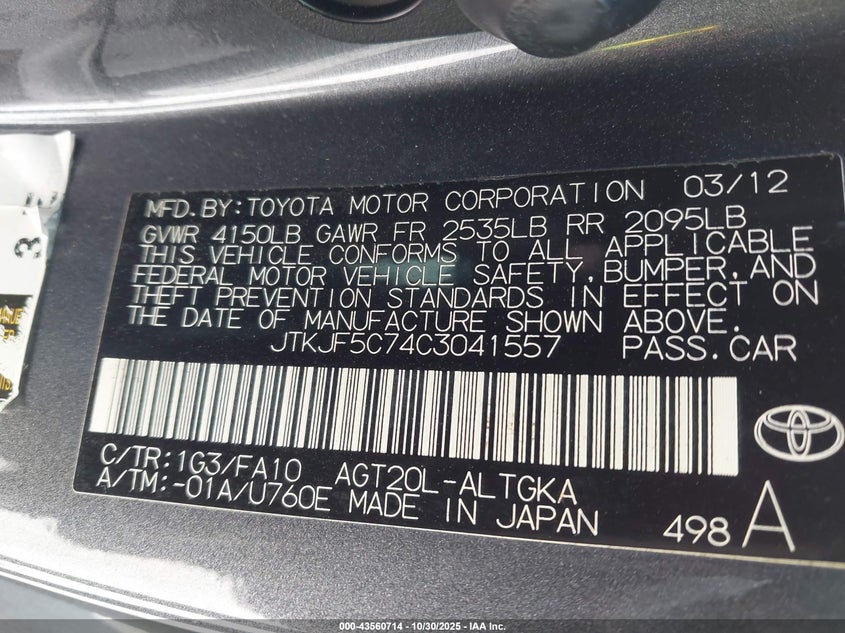 MFD.BY:TOYOTA MOTOR CORPORATION 03/12
GVWR 4150LB GAWR FR 2535LB RR 2095LB
THIS VEHICLE CONFORMS TO ALL APPLICABLE
FEDERAL MOTOR VEHICLE SAFETY,BUMPER,AND
THEFT PREVENTION STANDARDS IN EFFECT ON
THE DATE OF MANUFACTURE SHOWN ABOVE.
JTKJF5C74C3041557 PASS.CAR
C/TR:1G3/FA10 AGT20L-ALTGKA
A/TM:-01A/U760E MADE IN JAPAN
498 A
3
000-43560714 | 10/30/2025 - IAA Inc.